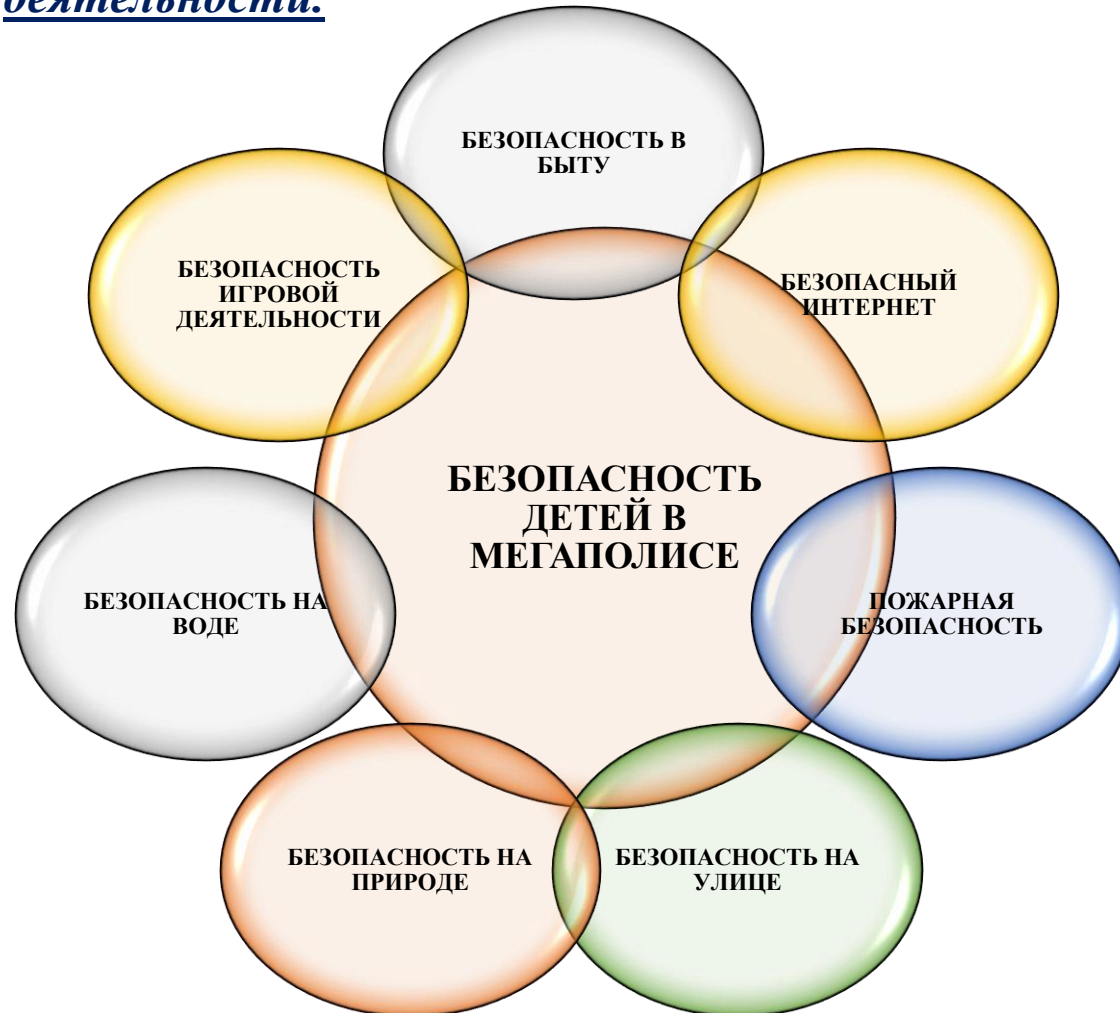 деятельности.
БЕЗОПАСНОСТЬ В
БЫТУ
БЕЗОПАСНОСТЬ
ИГРОВОЙ
ДЕЯТЕЛЬНОСТИ
БЕЗОПАСНЫЙ
ИНТЕРНЕТ
БЕЗОПАСНОСТЬ
ДЕТЕЙ В
МЕГАПОЛИСЕ
БЕЗОПАСНОСТЬ НА
ВОДЕ
ПОЖАРНАЯ
БЕЗОПАСНОСТЬ
БЕЗОПАСНОСТЬ НА
ПРИРОДЕ
БЕЗОПАСНОСТЬ НА
УЛИЦЕ